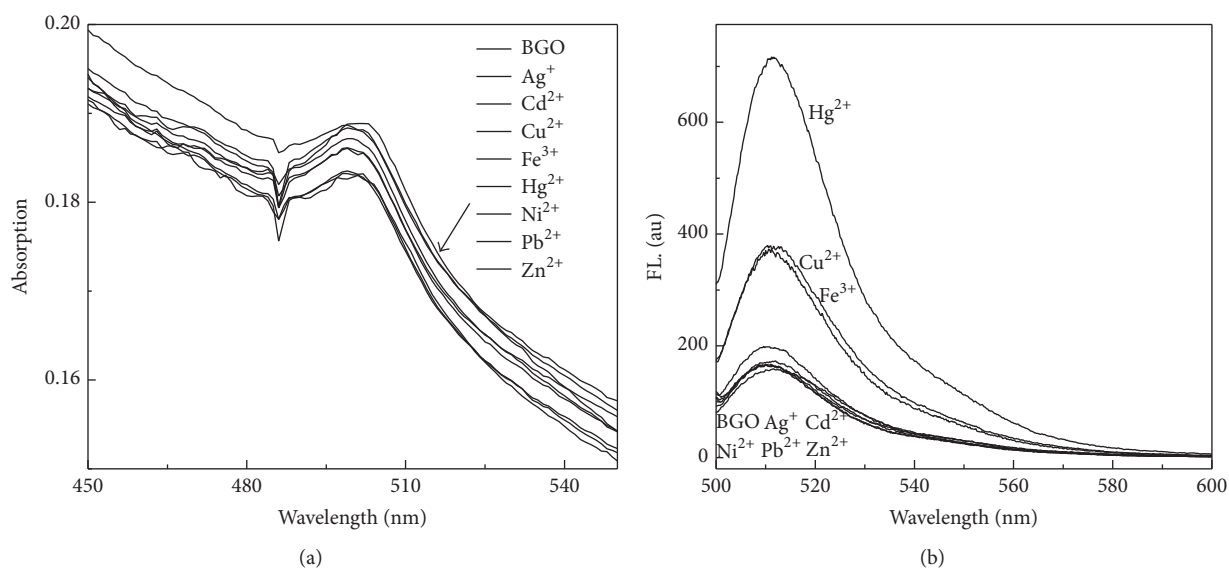 0.20
0.18
0.16
Absorption
450
480
510
540
Wavelength (nm)
BGO
Ag⁺
Cd²⁺
Cu²⁺
Fe³⁺
Hg²⁺
Ni²⁺
Pb²⁺
Zn²⁺
(a)
600
400
200
0
FL. (au)
Hg²⁺
Cu²⁺
Fe³⁺
BGO Ag⁺ Cd²⁺
Ni²⁺ Pb²⁺ Zn²⁺
500
520
540
560
580
600
Wavelength (nm)
(b)